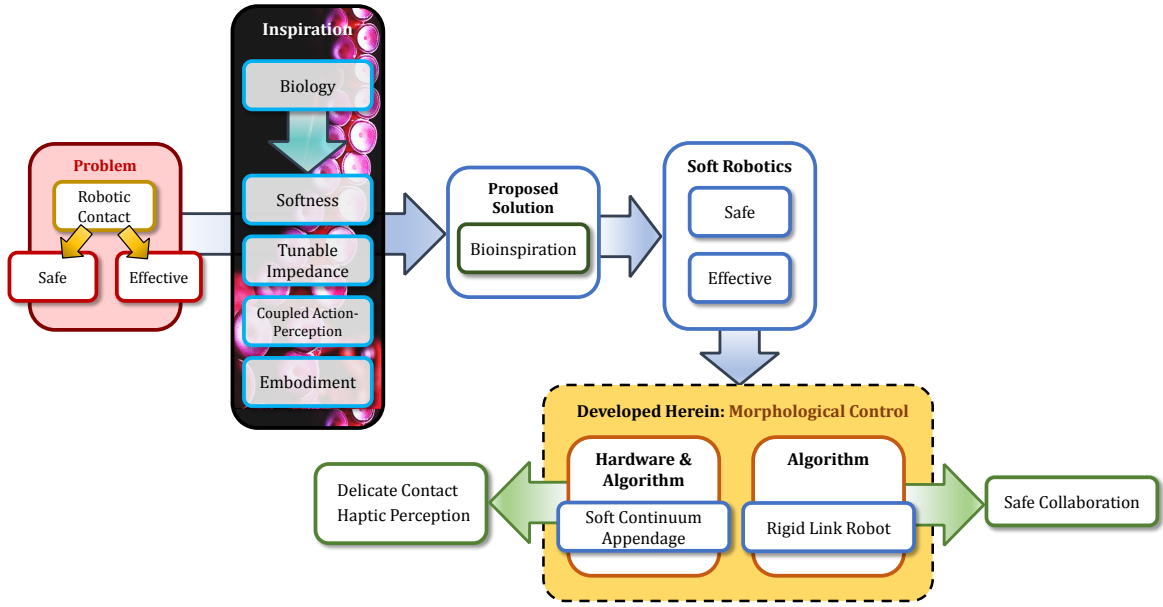 Inspiration
Biology
Softness
Tunable
Impedance
Coupled Action-
Perception
Embodiment
Problem
Robotic
Contact
Safe
Effective
Proposed
Solution
Bioinspiration
Soft Robotics
Safe
Effective
Developed Herein: Morphological Control
Hardware &
Algorithm
Soft Continuum
Appendage
Algorithm
Rigid Link Robot
Delicate Contact
Haptic Perception
Safe Collaboration